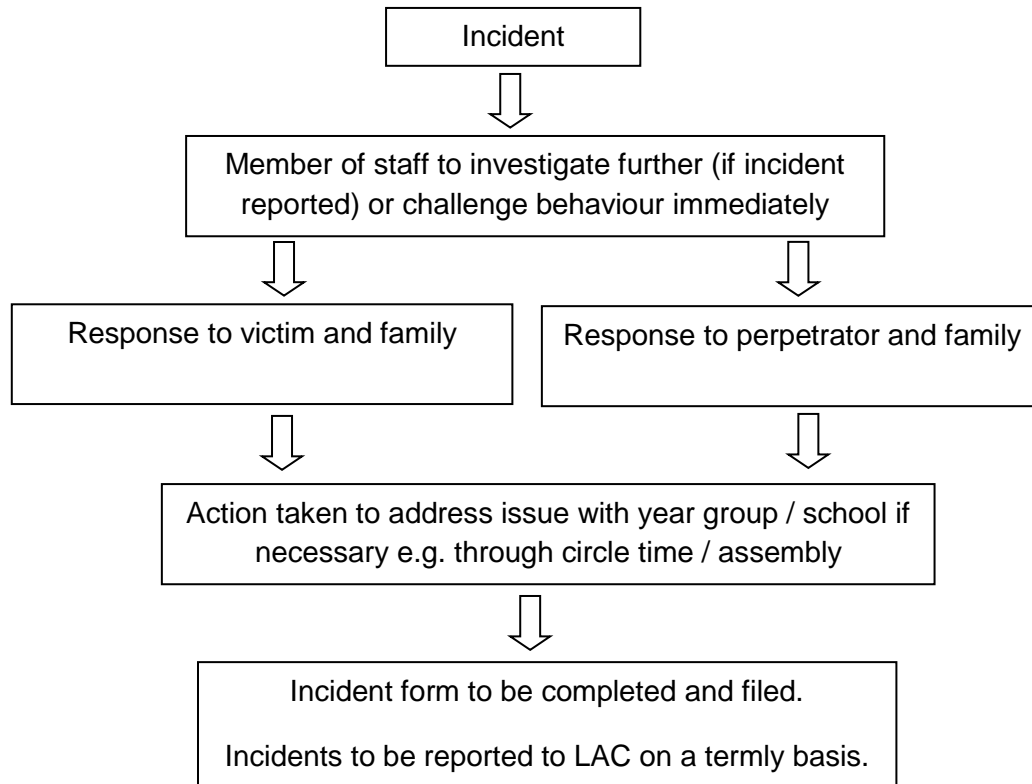 Incident
Member of staff to investigate further (if incident
reported) or challenge behaviour immediately
Response to victim and family
Response to perpetrator and family
Action taken to address issue with year group / school if
necessary e.g. through circle time / assembly
Incident form to be completed and filed.
Incidents to be reported to LAC on a termly basis.